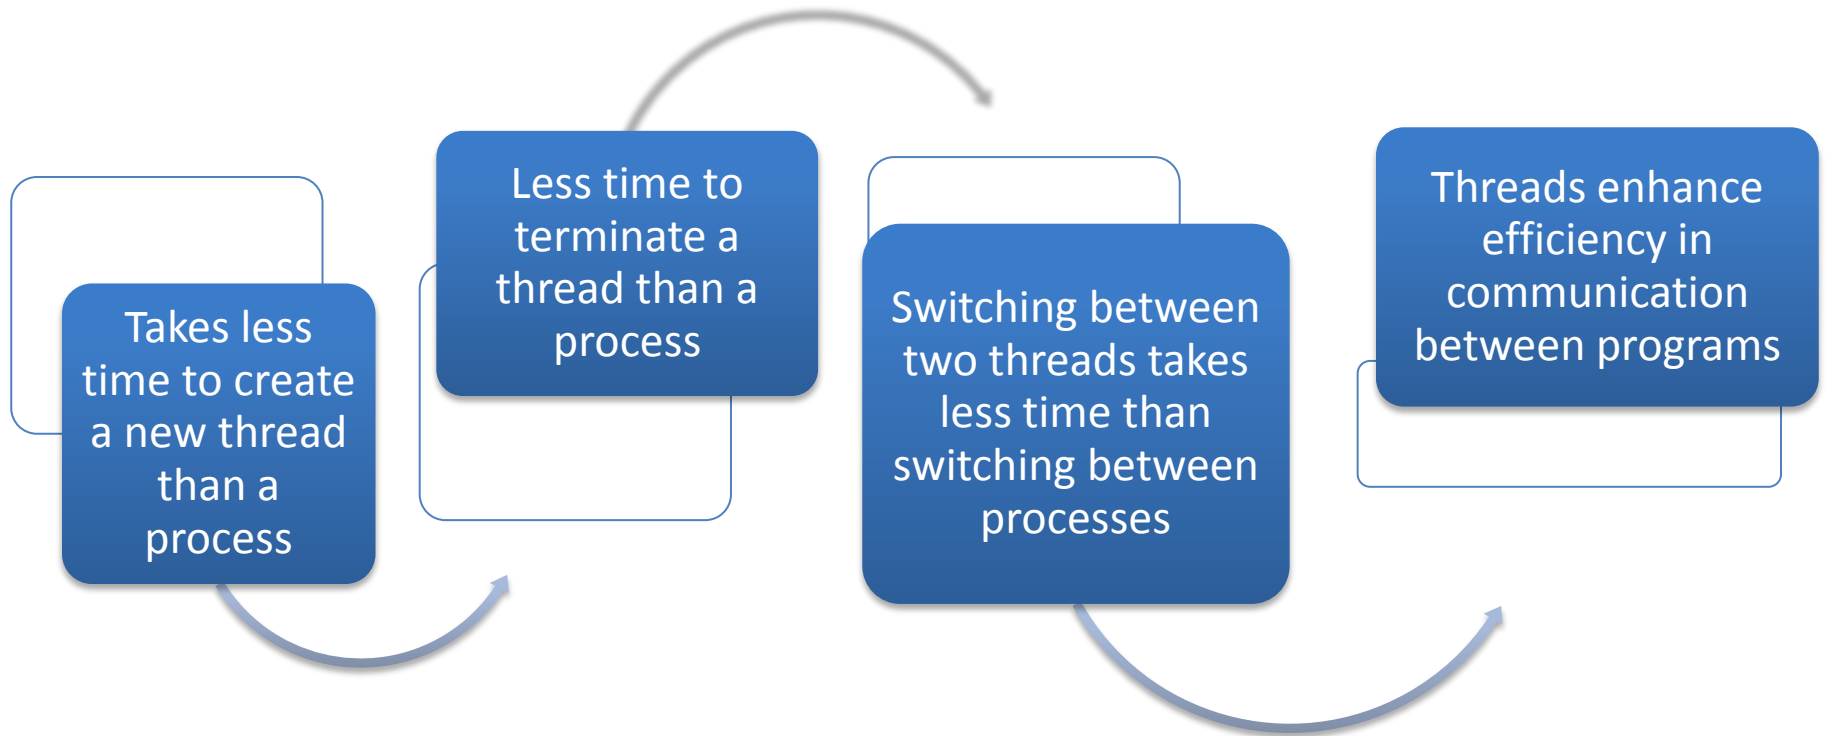 Takes less
time to create
a new thread
than a
process
Less time to
terminate a
thread than a
process
Switching between
two threads takes
less time than
switching between
processes
Threads enhance
efficiency in
communication
between programs